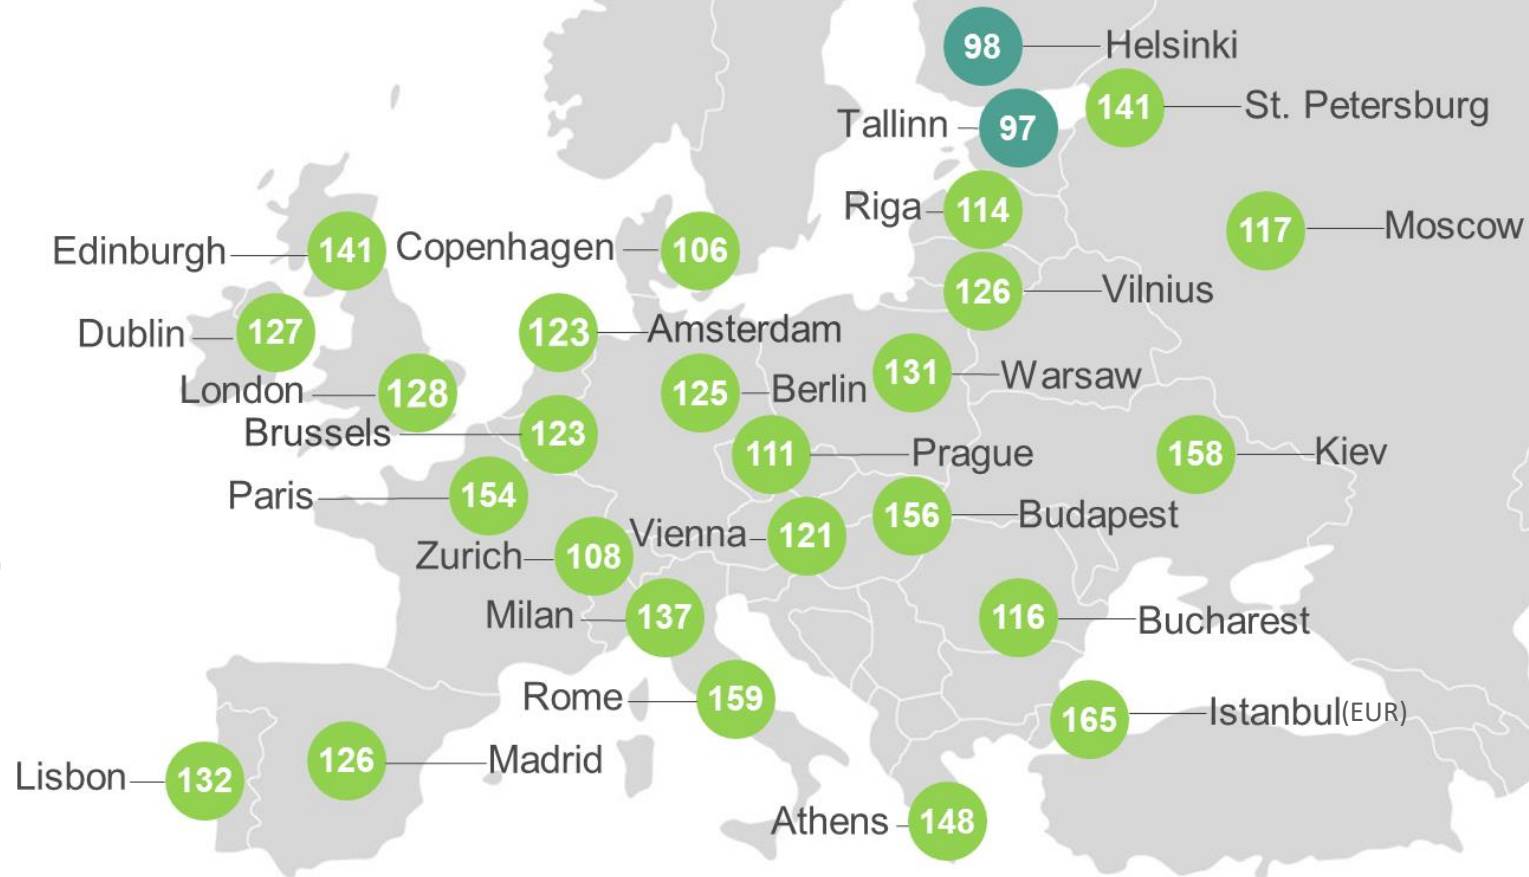 98 Helsinki
141 St. Petersburg
Tallinn 97
Riga 114
117 Moscow
Edinburgh 141
Copenhagen 106
126 Vilnius
Dublin 127
123 Amsterdam
131 Warsaw
London 128
125 Berlin
Brussels 123
111 Prague
158 Kiev
Paris 154
156 Budapest
Vienna 121
Zurich 108
Milan 137
116 Bucharest
Rome 159
165 Istanbul(EUR)
126 Madrid
Lisbon 132
Athens 148